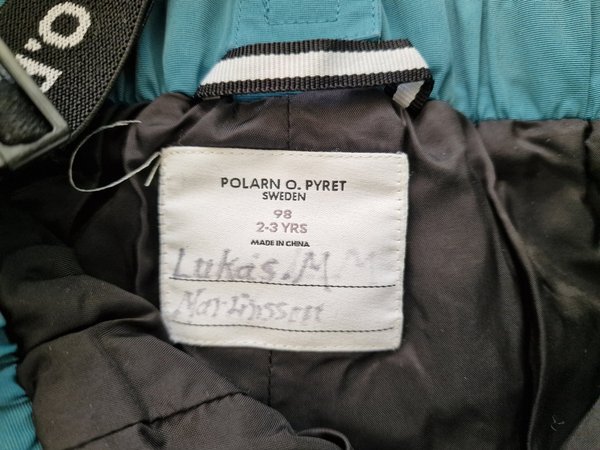 O.P
POLARN O. PYRET
SWEDEN
98
2-3 YRS
MADE IN CHINA
Lukas.M